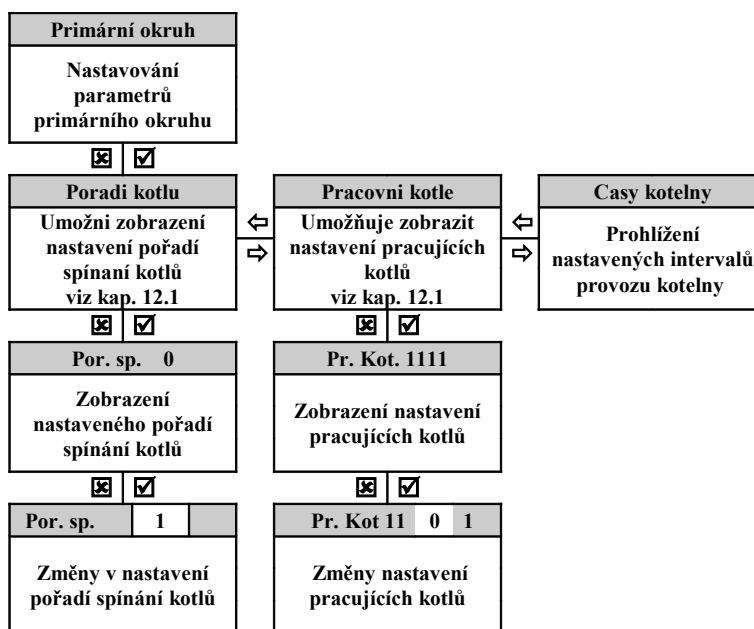 Primární okruh
Nastavování
parametrů
primárního okruhu
Poradi kotlu
Umožni zobrazení
nastavení pořadí
spínaní kotlů
viz kap. 12.1
Pracovni kotle
Umožňuje zobrazit
nastavení pracujících
kotlů
viz kap. 12.1
Casy kotelny
Prohlížení
nastavených intervalů
provozu kotelny
Por. sp. 0
Zobrazení
nastaveného pořadí
spínání kotlů
Pr. Kot. 1111
Zobrazení nastavení
pracujících kotlů
Por. sp. 1
Změny v nastavení
pořadí spínání kotlů
Pr. Kot 11 0 1
Změny nastavení
pracujících kotlů